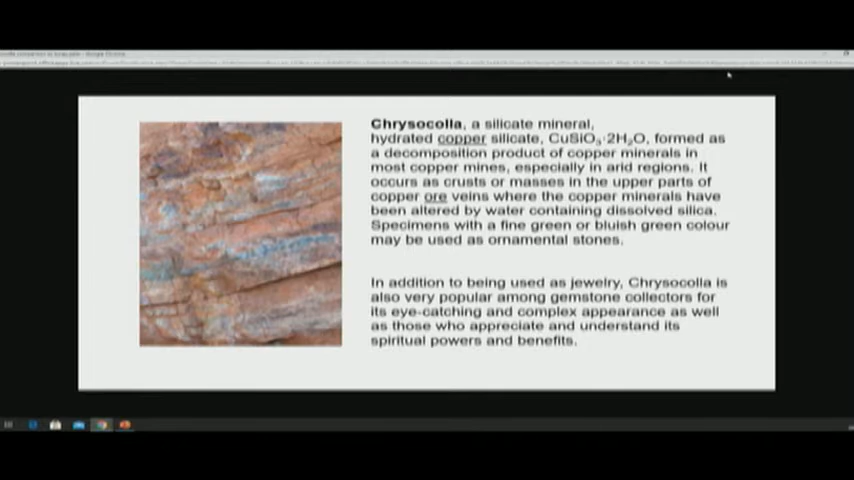 Chrysocolla, a silicate mineral,
hydrated copper silicate, CuSiO₃·2H₂O, formed as
a decomposition product of copper minerals in
most copper mines, especially in arid regions. It
occurs as crusts or masses in the upper parts of
copper ore veins where the copper minerals have
been altered by water containing dissolved silica.
Specimens with a fine green or bluish green colour
may be used as ornamental stones.
In addition to being used as jewelry, Chrysocolla is
also very popular among gemstone collectors for
its eye-catching and complex appearance as well
as those who appreciate and understand its
spiritual powers and benefits.